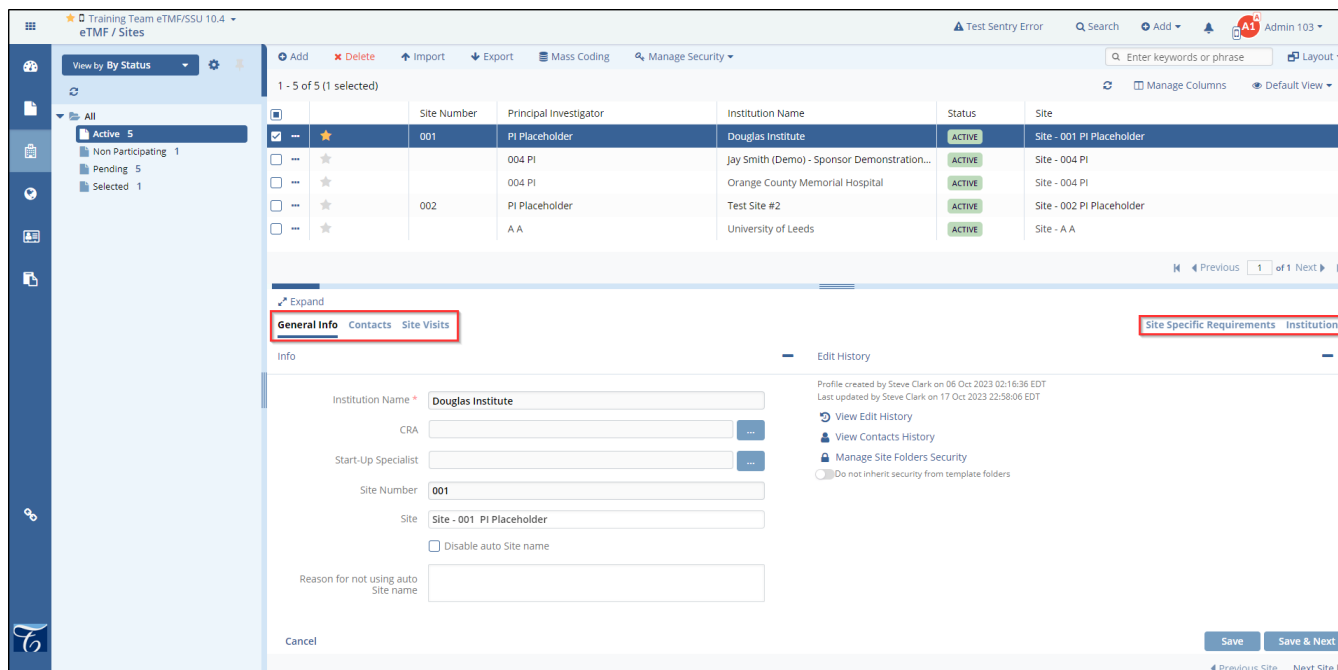 Training Team eTMF/SSU 10.4
eTMF / Sites
Test Sentry Error
Search
Add
A
A1
Admin 103
View by By Status
Add
Delete
Import
Export
Mass Coding
Manage Security
Enter keywords or phrase
Layout
1 - 5 of 5 (1 selected)
Manage Columns
Default View
All
Active 5
Non Participating 1
Pending 5
Selected 1
Site Number Principal Investigator Institution Name Status Site
001 PI Placeholder Douglas Institute ACTIVE Site - 001 PI Placeholder
004 PI Jay Smith (Demo) - Sponsor Demonstration... ACTIVE Site - 004 PI
004 PI Orange County Memorial Hospital ACTIVE Site - 004 PI
002 PI Placeholder Test Site #2 ACTIVE Site - 002 PI Placeholder
A A University of Leeds ACTIVE Site - A A
Previous 1 of 1 Next
Expand
General Info Contacts Site Visits
Site Specific Requirements Institution
Info
Edit History
Profile created by Steve Clark on 06 Oct 2023 02:16:36 EDT
Last updated by Steve Clark on 17 Oct 2023 22:58:06 EDT
View Edit History
View Contacts History
Manage Site Folders Security
Do not inherit security from template folders
Institution Name * Douglas Institute
CRA ...
Start-Up Specialist ...
Site Number 001
Site Site - 001 PI Placeholder
Disable auto Site name
Reason for not using auto
Site name
Cancel
Save
Save & Next
Previous Site Next Site